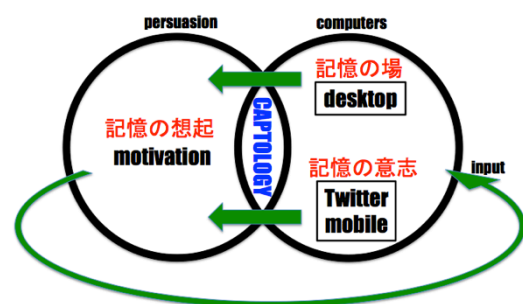 persuasion
computers
記憶の場
desktop
記憶の想起
motivation
CAPTOLOGY
記憶の意志
Twitter
mobile
input